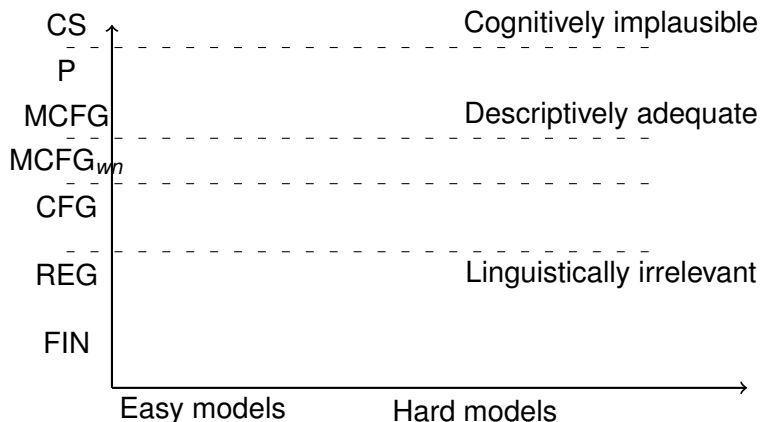 CS
Cognitively implausible
P
MCFG
Descriptively adequate
MCFGwn
CFG
REG
Linguistically irrelevant
FIN
Easy models
Hard models